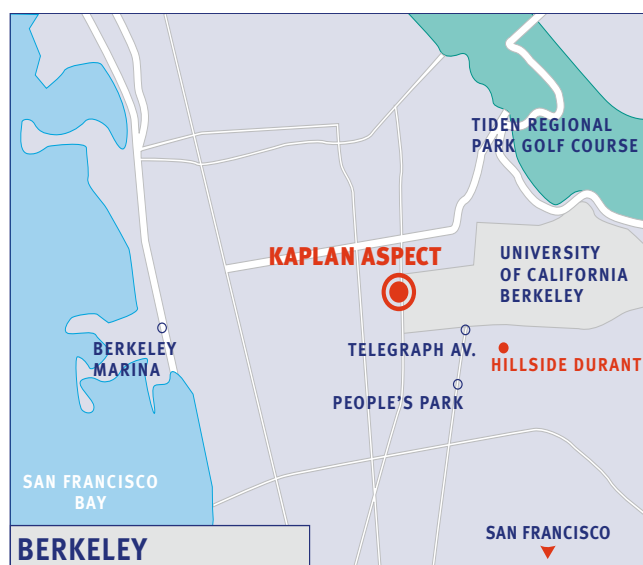 TIDEN REGIONAL
PARK GOLF COURSE
KAPLAN ASPECT
UNIVERSITY
OF CALIFORNIA
BERKELEY
BERKELEY
MARINA
TELEGRAPH AV.
HILLSIDE DURANT
PEOPLE'S PARK
SAN FRANCISCO
BAY
SAN FRANCISCO
BERKELEY